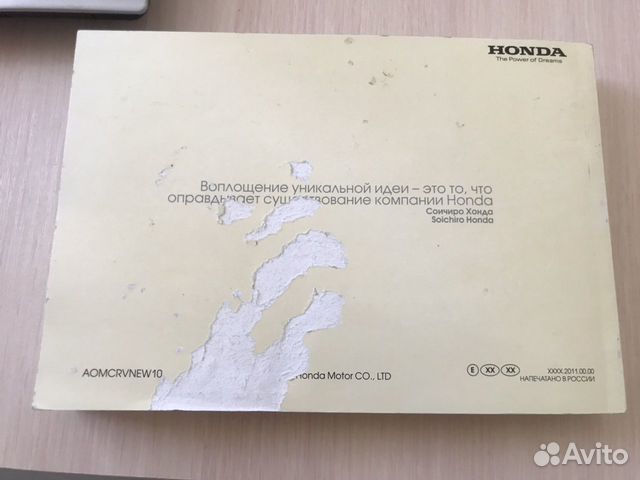 HONDA
The Power of Dreams
Воплощение уникальной идеи – это то, что
оправдывает существование компании Honda
Соичиро Хонда
Soichiro Honda
AOMCRVNEW10
Honda Motor CO., LTD
E XX XX
XXXX.2011.00.00
НАПЕЧАТАНО В РОССИИ
Avito